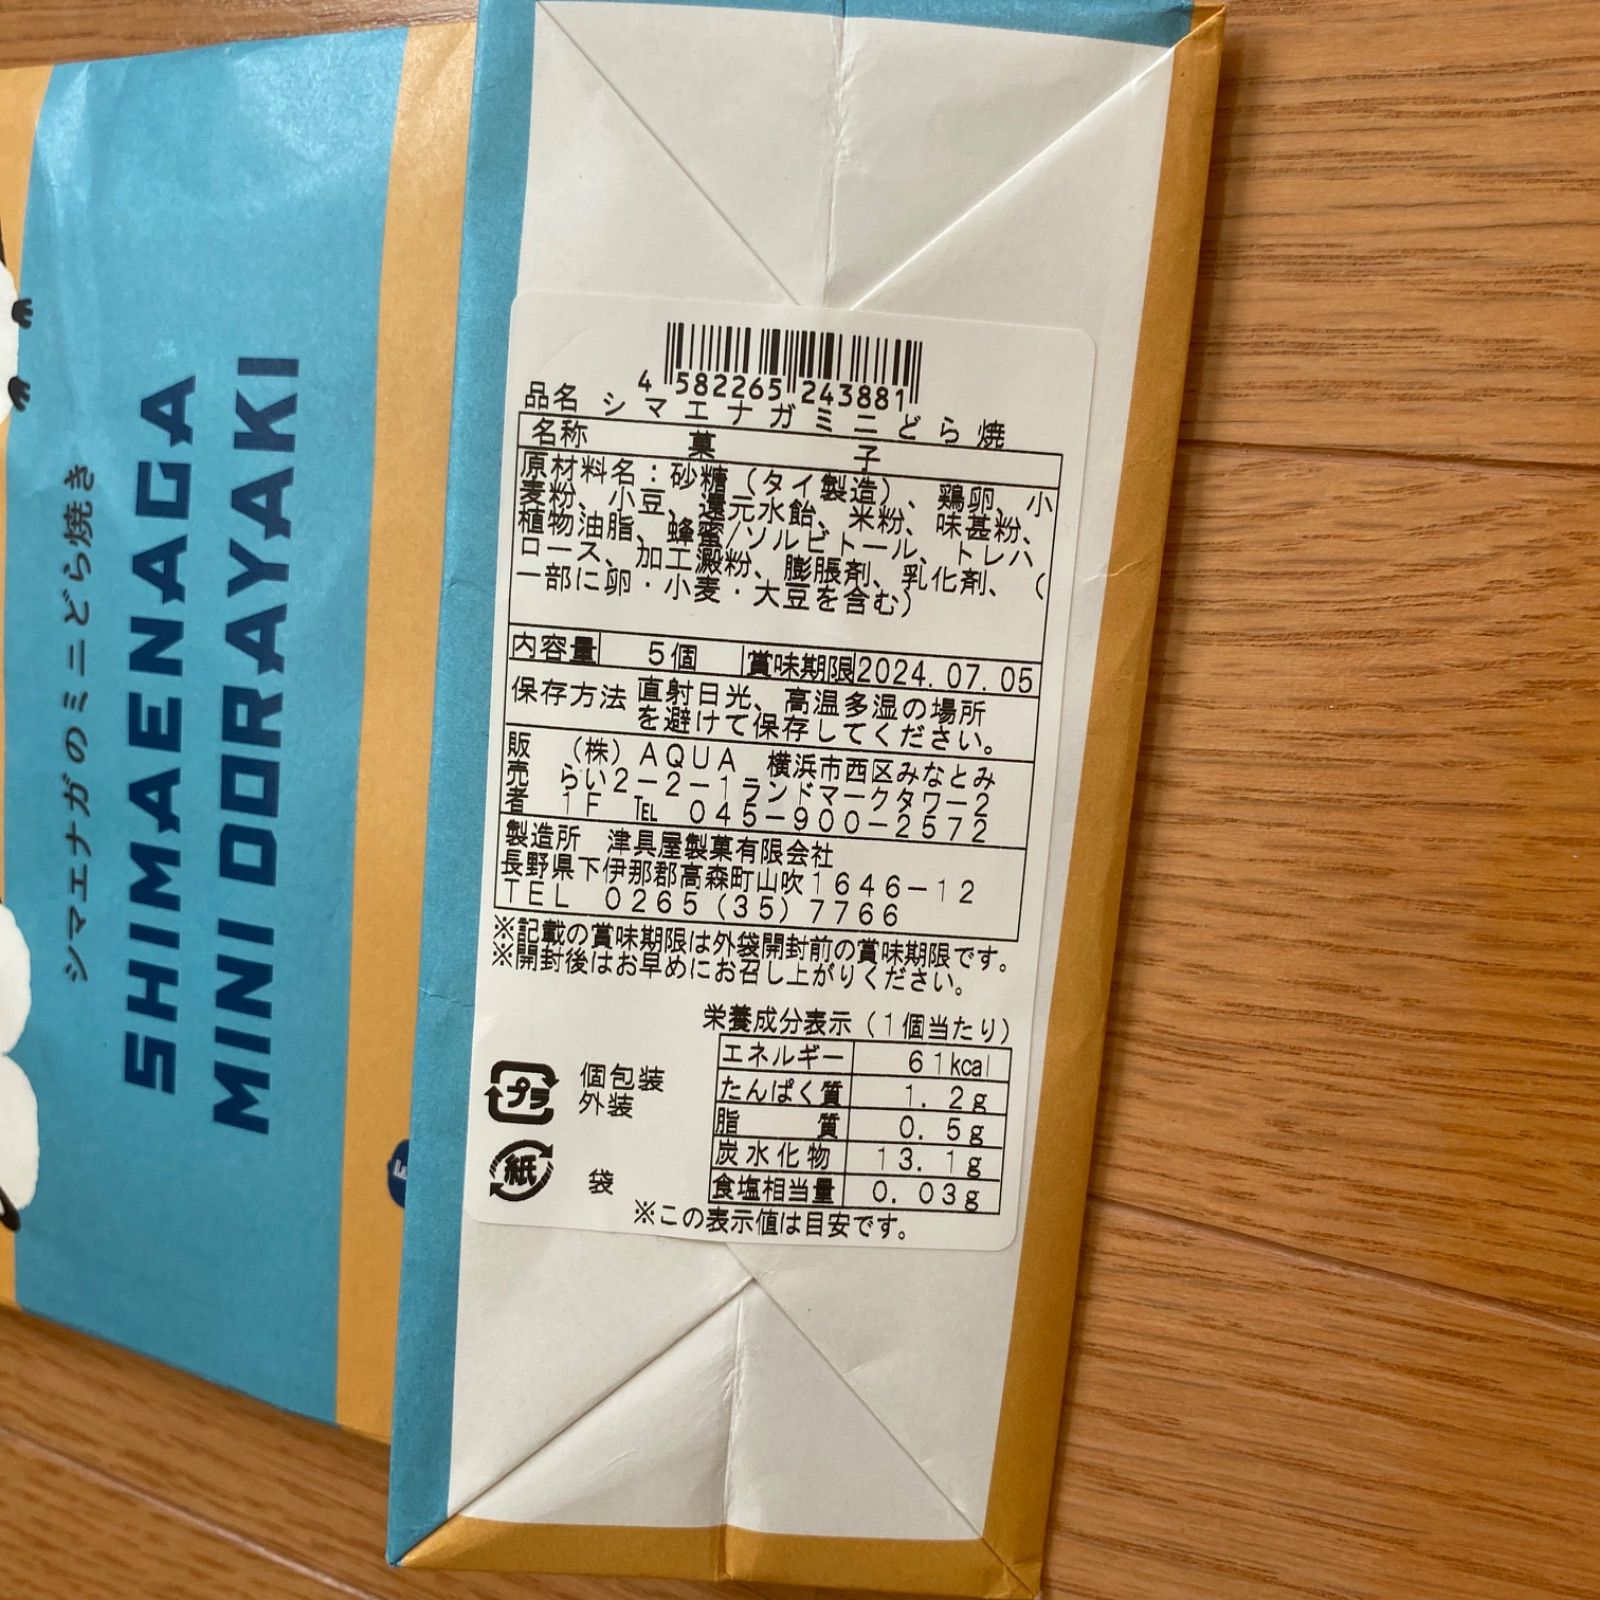 シマエナガのミニどら焼き
SHIMAENAGA
MINI DORAYAKI
4 582265 243881
品名 シマエナガミニどら焼
名称 菓子
原材料名：砂糖（タイ製造）、鶏卵、小
麦粉、小豆、還元水飴、米粉、味甚粉、
植物油脂、蜂蜜/ソルビトール、トレハ
ロース、加工澱粉、膨脹剤、乳化剤、（
一部に卵・小麦・大豆を含む）
内容量 5個 賞味期限 2024.07.05
保存方法 直射日光、高温多湿の場所
を避けて保存してください。
販売者 （株）AQUA 横浜市西区みなとみ
らい2－2－1ランドマークタワー2
1F TEL 045－900－2572
製造所 津具屋製菓有限会社
長野県下伊那郡高森町山吹1646－12
TEL 0265（35）7766
※記載の賞味期限は外袋開封前の賞味期限です。
※開封後はお早めにお召し上がりください。
栄養成分表示（1個当たり）
エネルギー 61kcal
たんぱく質 1.2g
脂質 0.5g
炭水化物 13.1g
食塩相当量 0.03g
※この表示値は目安です。
プラ 個包装
外装
紙 袋